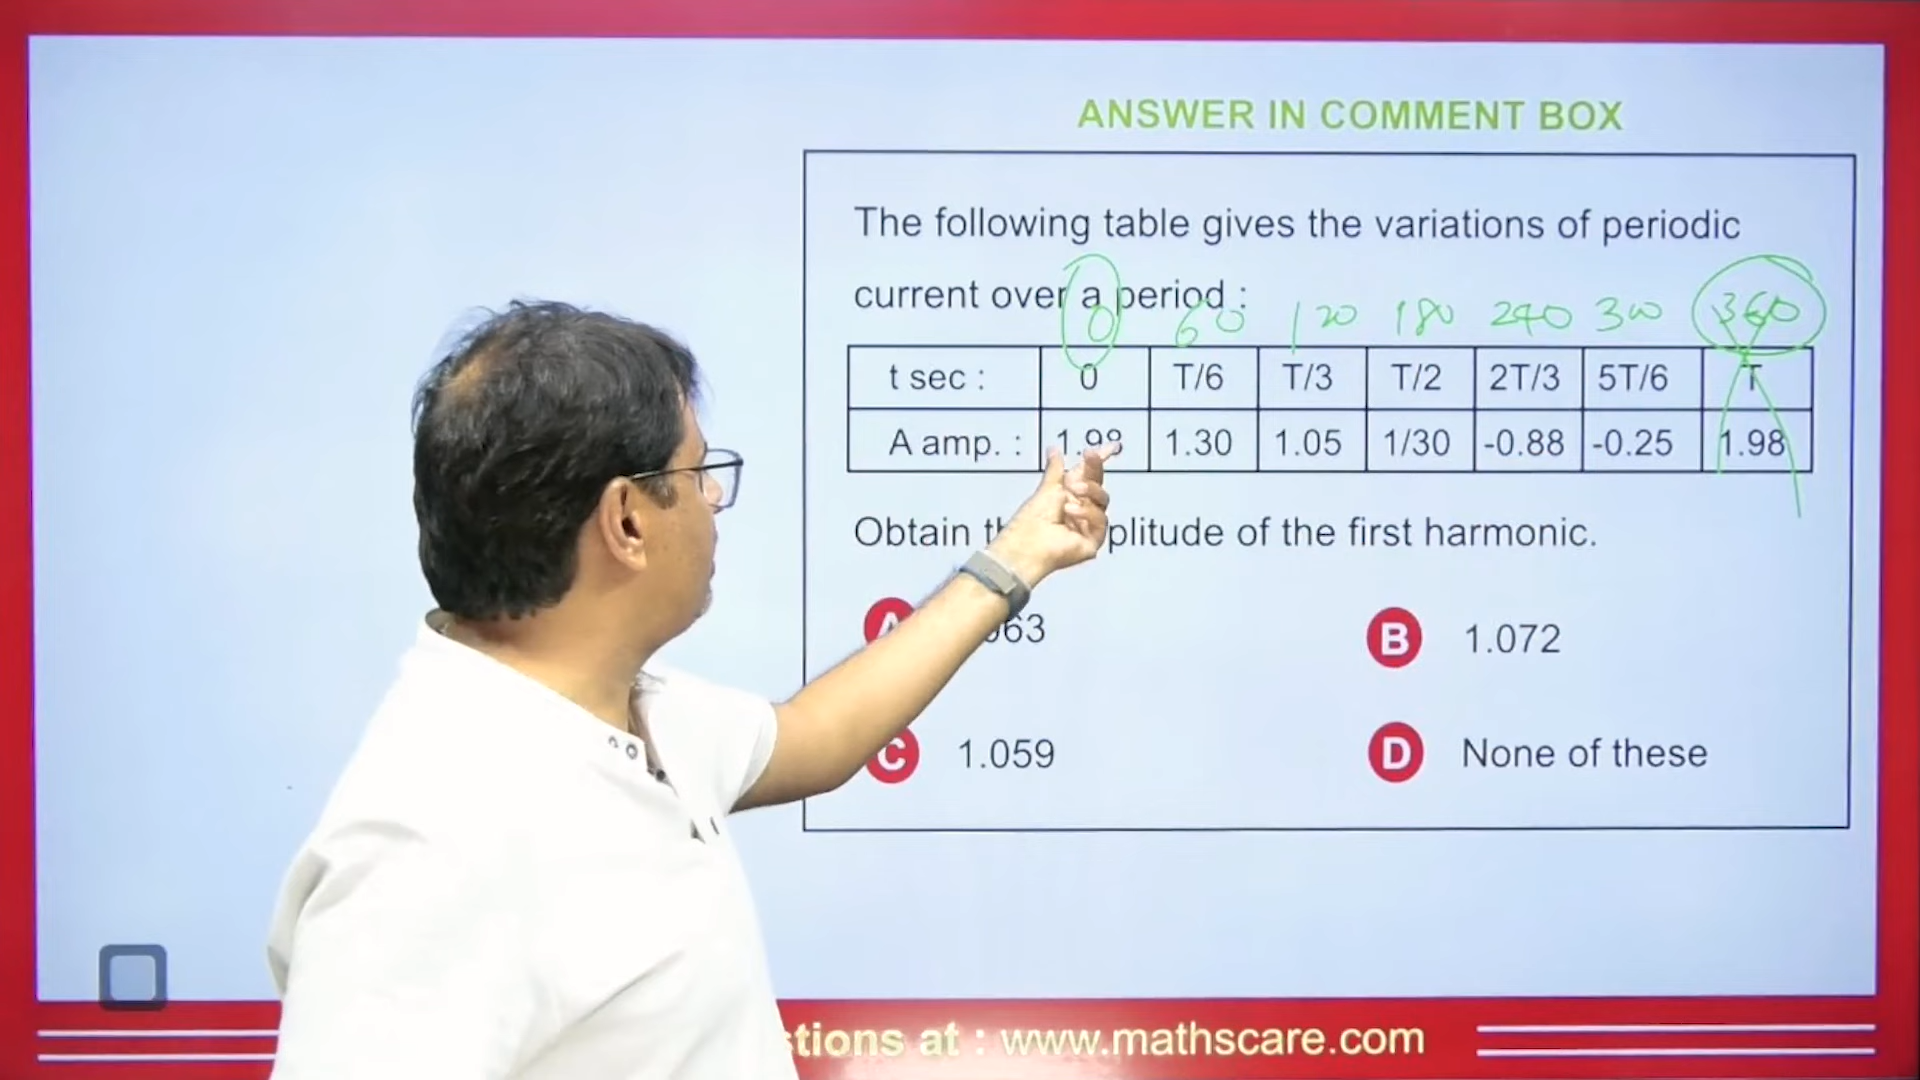 ANSWER IN COMMENT BOX
The following table gives the variations of periodic
current over a period :
0 60 120 180 240 300 360
t sec : 0 T/6 T/3 T/2 2T/3 5T/6 T
A amp. : 1.98 1.30 1.05 1/30 -0.88 -0.25 1.98
Obtain of the first harmonic.
A
B 1.072
C 1.059
D None of these
at : www.mathscare.com